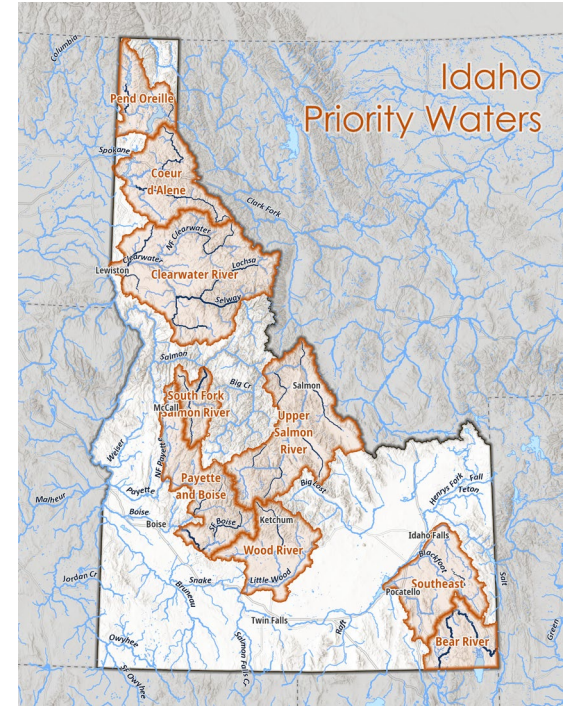 Idaho
Priority Waters
Columbia
Pend Oreille
Spokane
Coeur
d'Alene
Clark Fork
NF Clearwater
Clearwater
Lochsa
Lewiston
Clearwater River
Selway
Salmon
Big Cr
Salmon
South Fork
Salmon River
McCall
Upper
Salmon
River
Weiser
NF Payette
Payette
and Boise
Big Lost
Henrys Fork
Fall
Teton
Malheur
Payette
Boise
Boise
SF Boise
Ketchum
Wood River
Idaho Falls
Blackfoot
Jordan Cr
Snake
Bruneau
Little Wood
Southeast
Pocatello
Salt
Twin Falls
Raft
Green
Owyhee
Salmon Falls Cr
Bear River
S. Owyhee